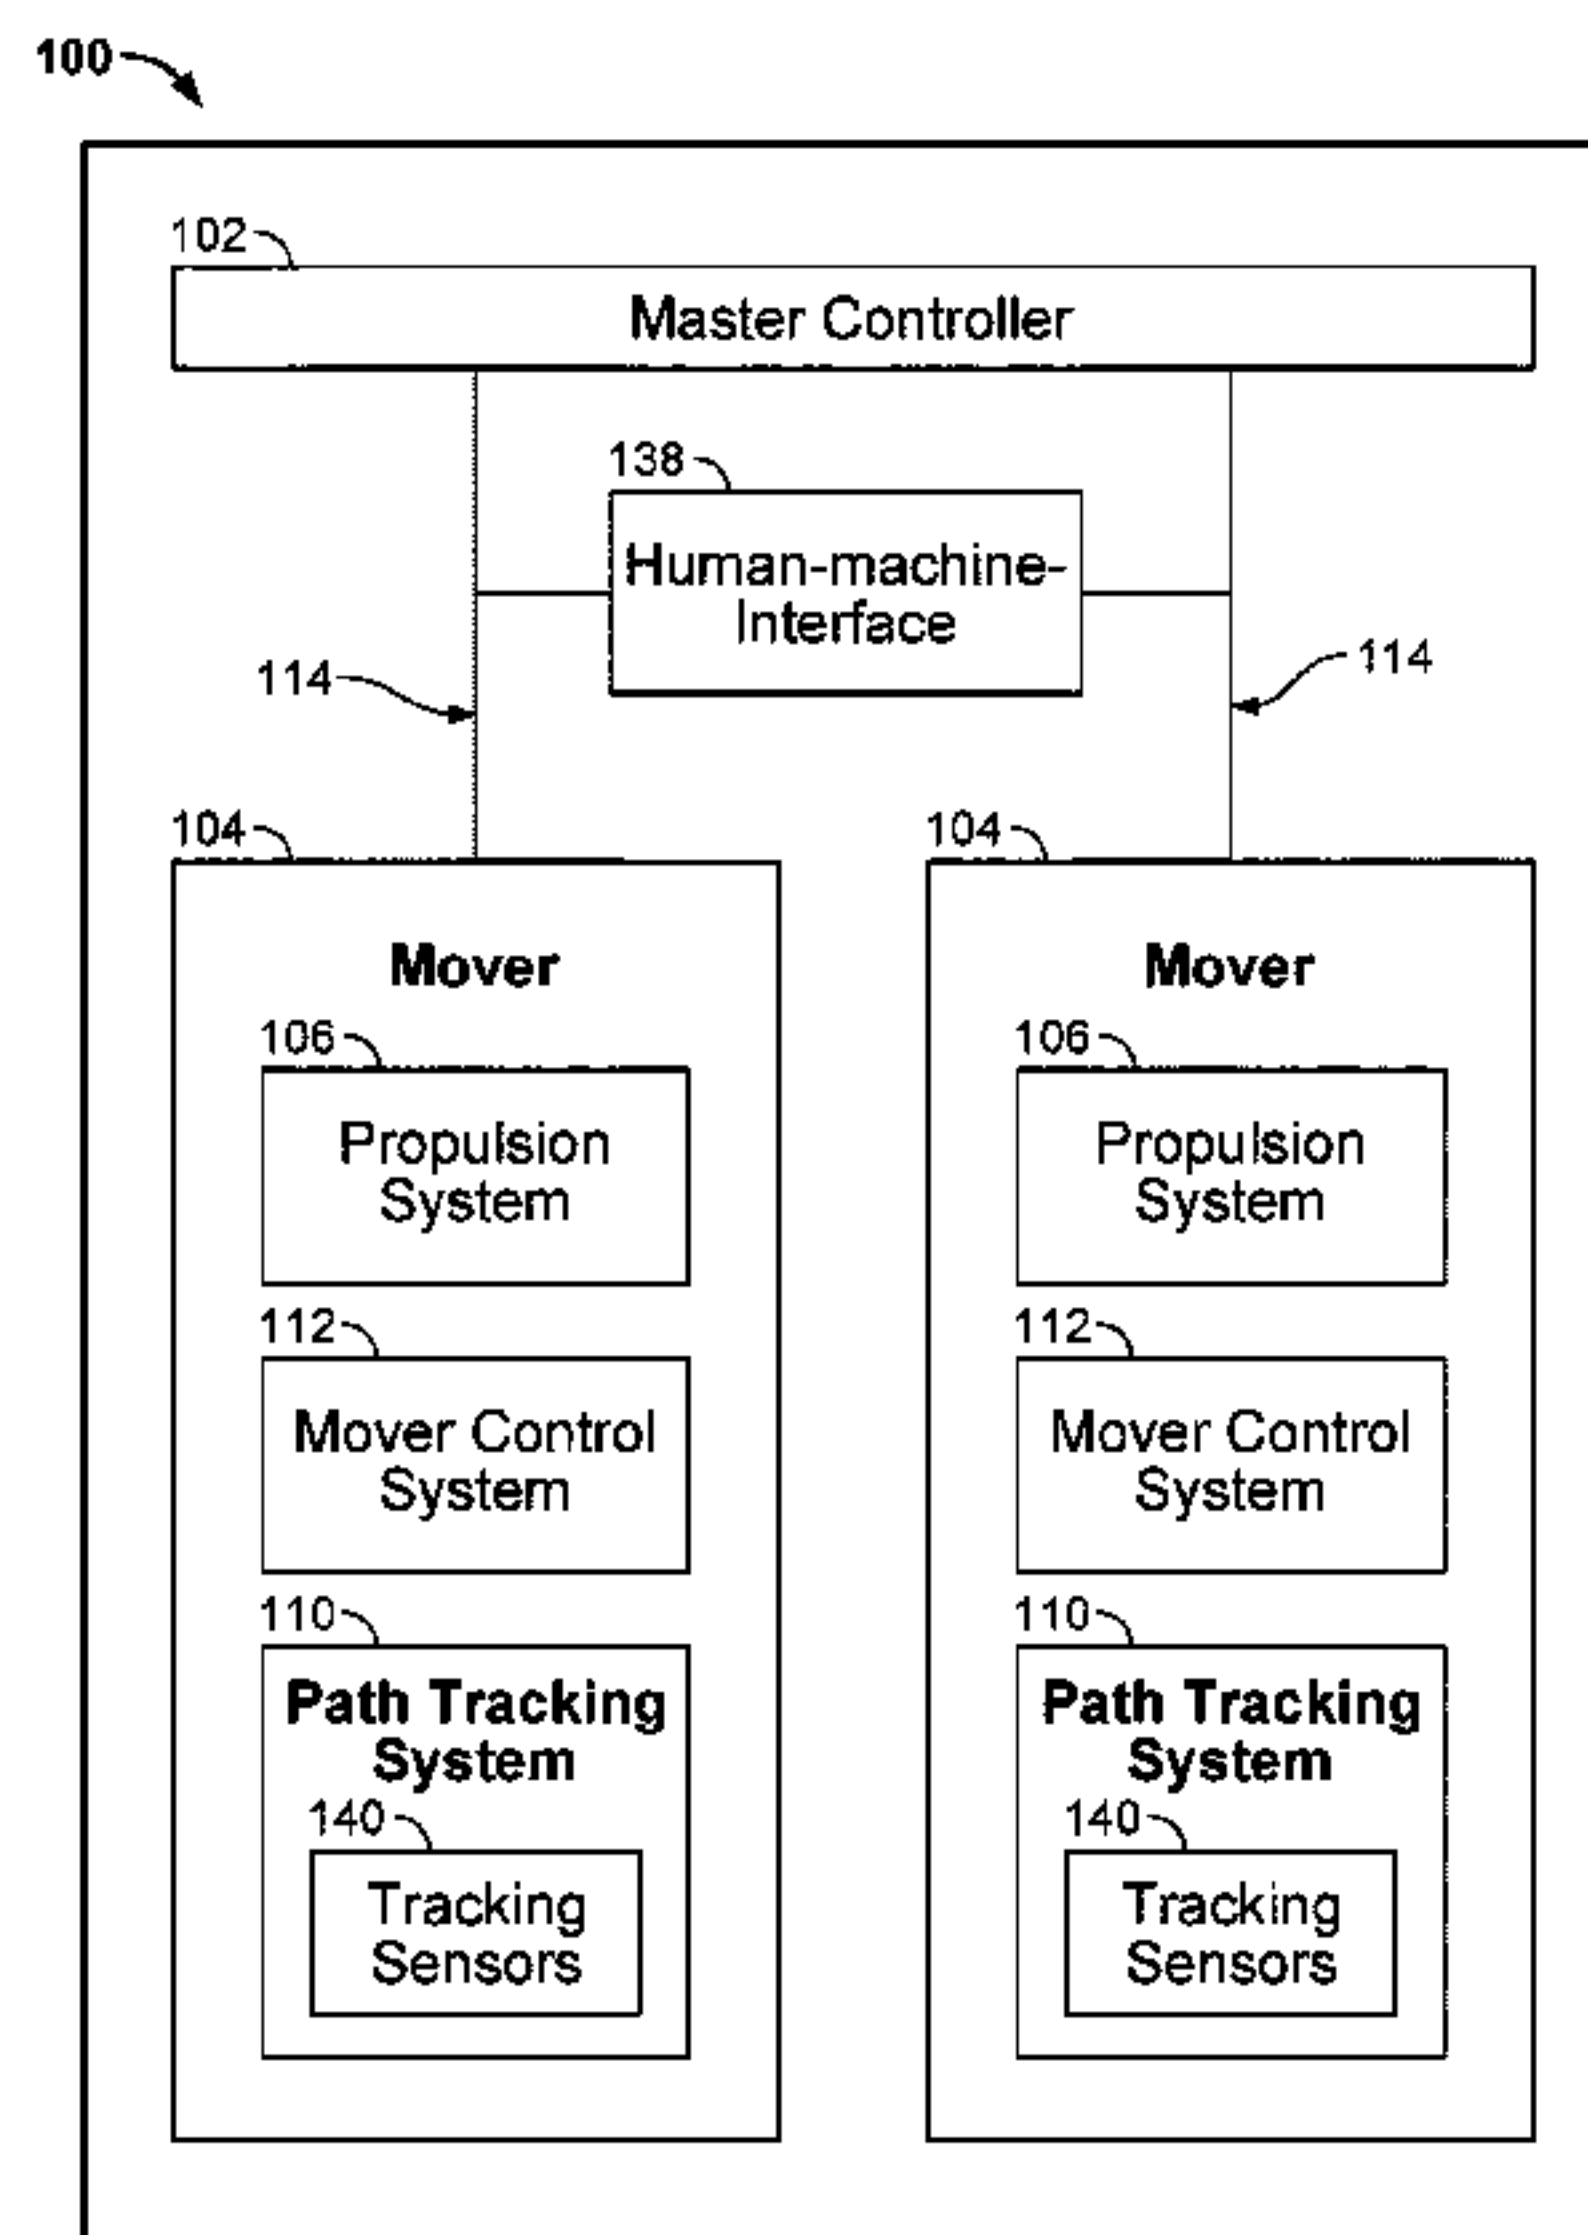 100
102
Master Controller
138
Human-machine-
Interface
114
114
104
104
Mover
Mover
106
106
Propulsion
System
Propulsion
System
112
112
Mover Control
System
Mover Control
System
110
110
Path Tracking
System
Path Tracking
System
140
140
Tracking
Sensors
Tracking
Sensors